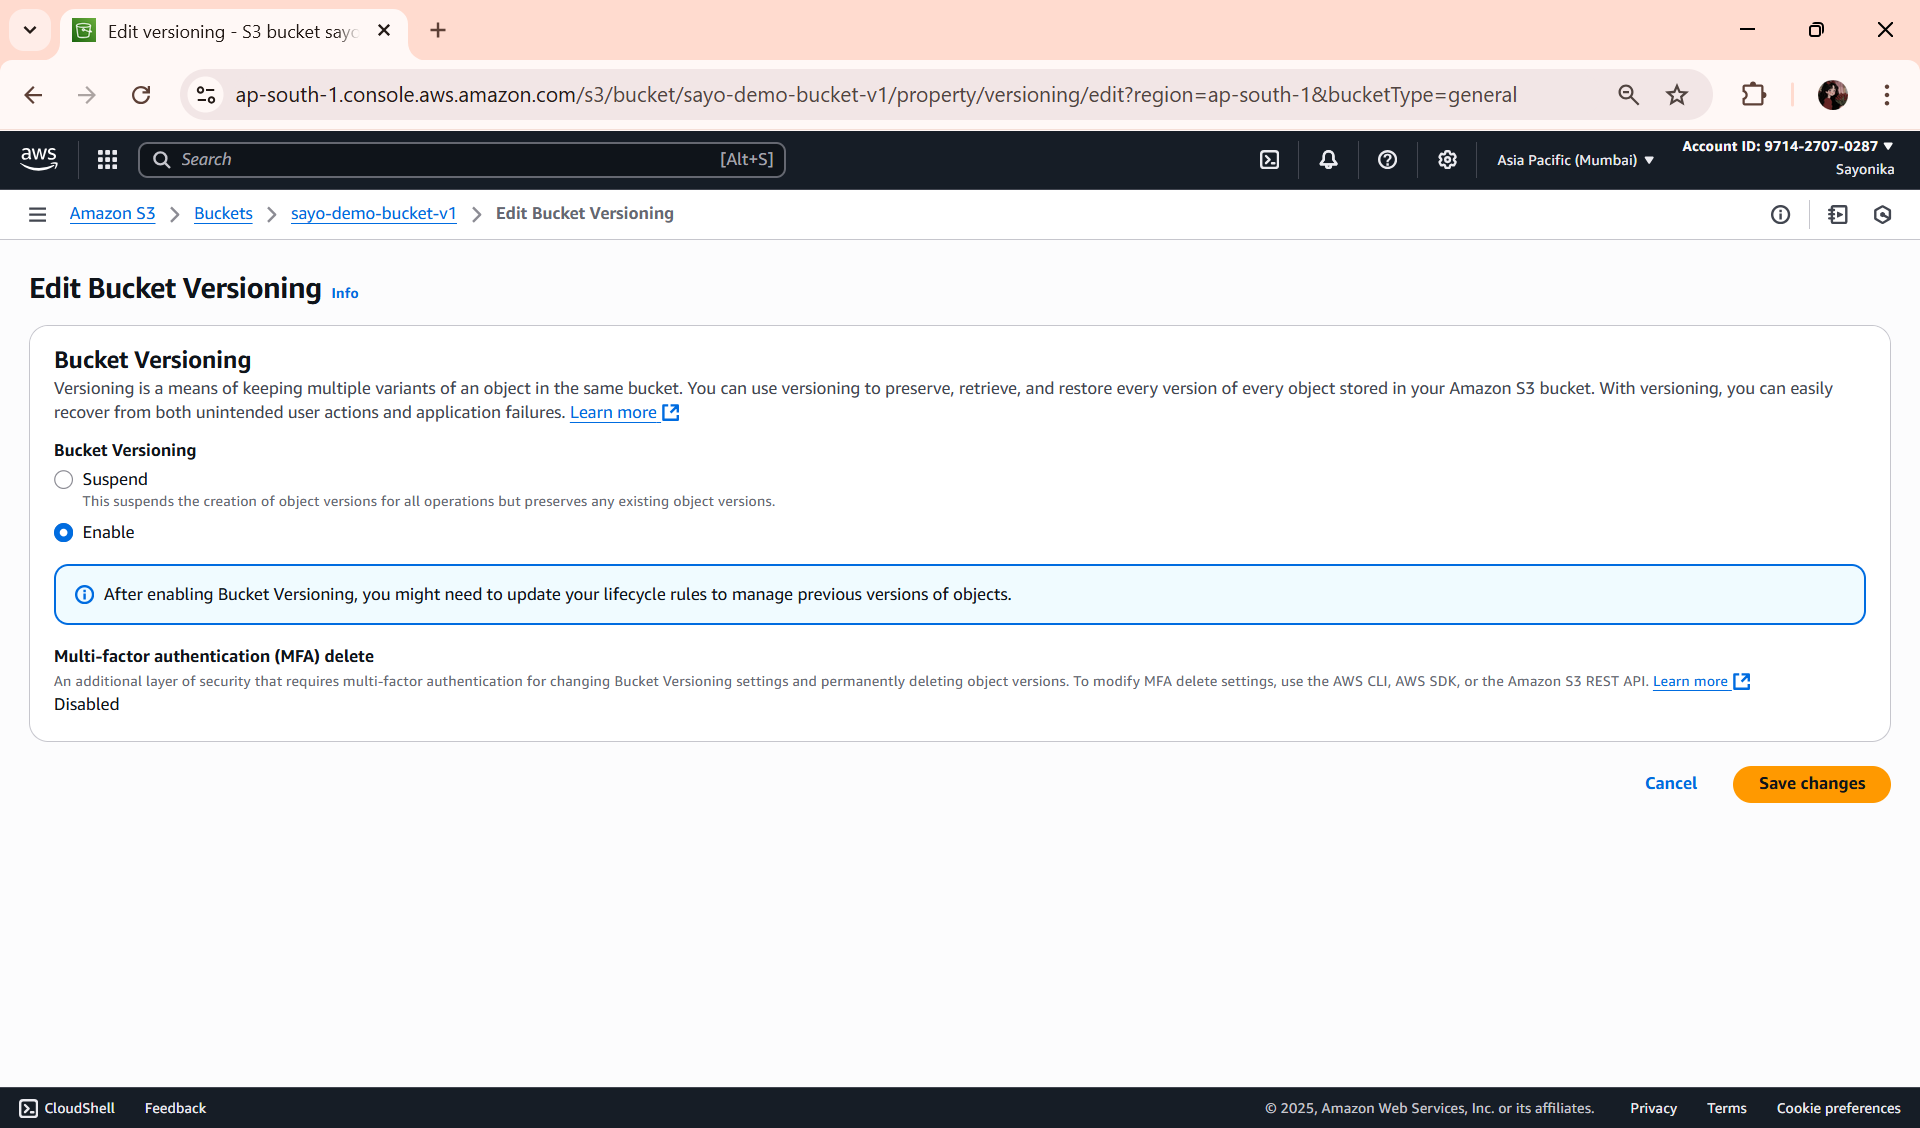 Edit versioning - S3 bucket sayo
ap-south-1.console.aws.amazon.com/s3/bucket/sayo-demo-bucket-v1/property/versioning/edit?region=ap-south-1&bucketType=general
aws
Search
[Alt+S]
Asia Pacific (Mumbai)
Account ID: 9714-2707-0287
Sayonika
Amazon S3
Buckets
sayo-demo-bucket-v1
Edit Bucket Versioning
Edit Bucket Versioning Info
Bucket Versioning
Versioning is a means of keeping multiple variants of an object in the same bucket. You can use versioning to preserve, retrieve, and restore every version of every object stored in your Amazon S3 bucket. With versioning, you can easily
recover from both unintended user actions and application failures. Learn more
Bucket Versioning
Suspend
This suspends the creation of object versions for all operations but preserves any existing object versions.
Enable
After enabling Bucket Versioning, you might need to update your lifecycle rules to manage previous versions of objects.
Multi-factor authentication (MFA) delete
An additional layer of security that requires multi-factor authentication for changing Bucket Versioning settings and permanently deleting object versions. To modify MFA delete settings, use the AWS CLI, AWS SDK, or the Amazon S3 REST API. Learn more
Disabled
Cancel
Save changes
CloudShell
Feedback
© 2025, Amazon Web Services, Inc. or its affiliates.
Privacy
Terms
Cookie preferences